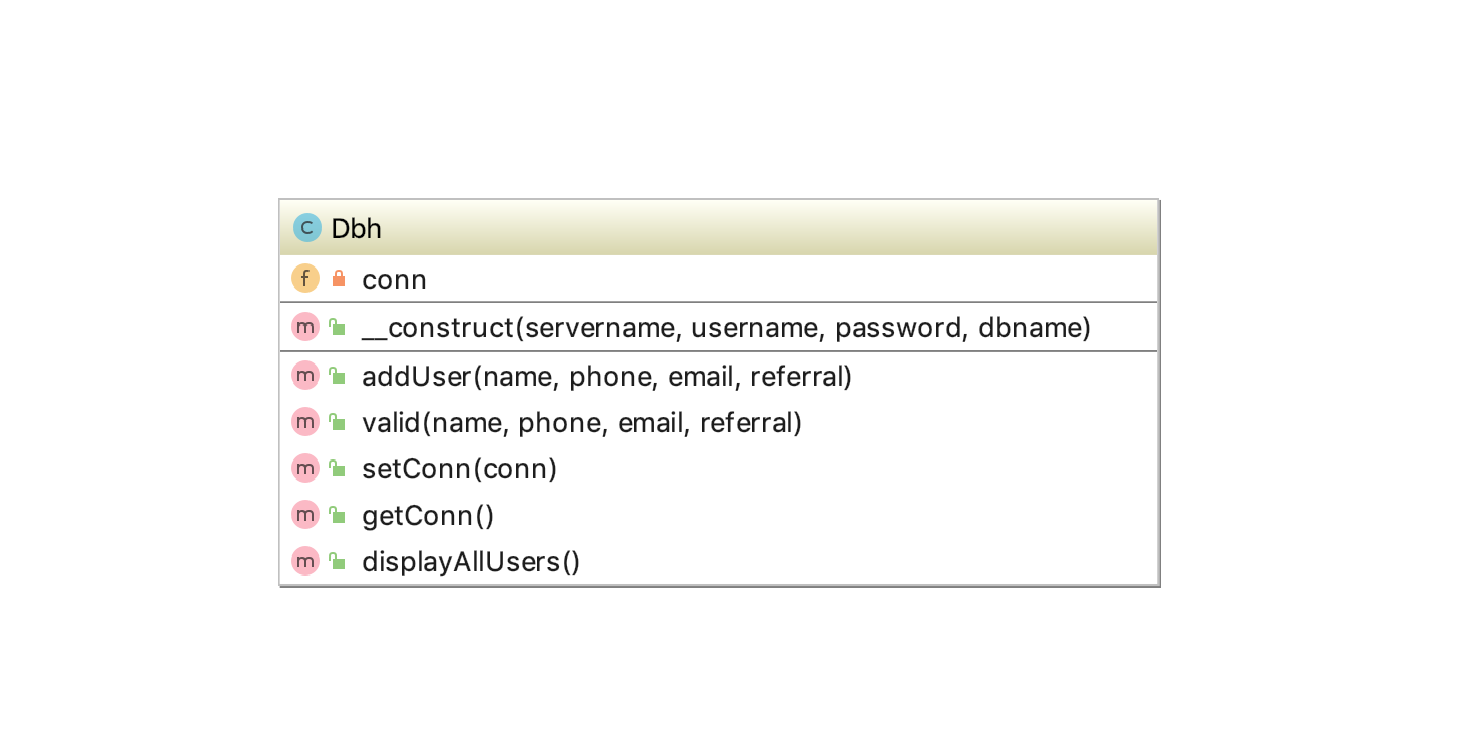 C Dbh
f conn
m __construct(servername, username, password, dbname)
m addUser(name, phone, email, referral)
m valid(name, phone, email, referral)
m setConn(conn)
m getConn()
m displayAllUsers()